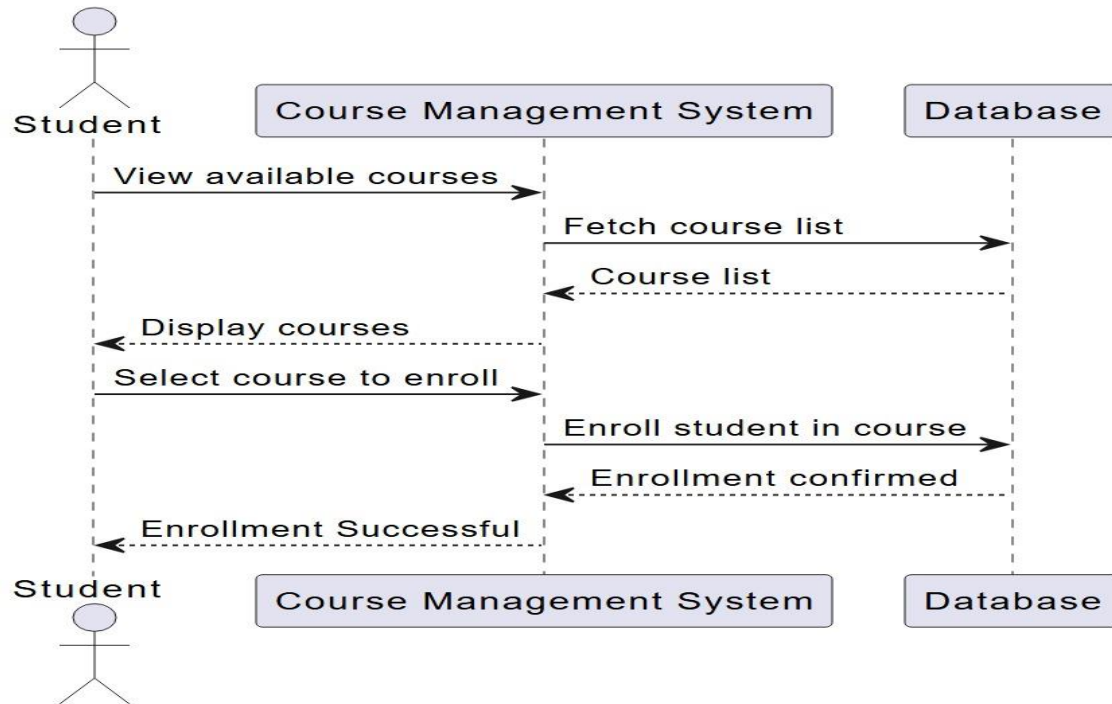 Student
Course Management System
Database
View available courses
Fetch course list
Course list
Display courses
Select course to enroll
Enroll student in course
Enrollment confirmed
Enrollment Successful
Student
Course Management System
Database